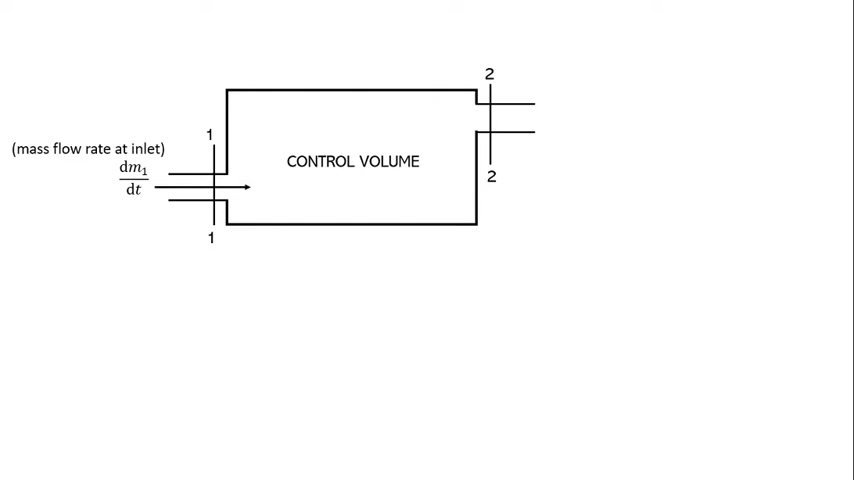 2
1
(mass flow rate at inlet)
dm₁
dt
CONTROL VOLUME
2
1